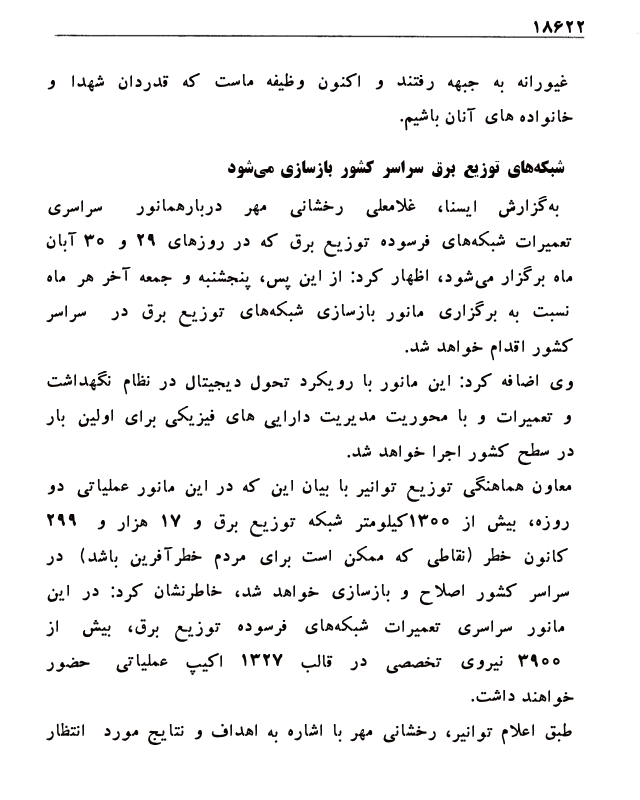 ۱۸۶۲۲
غیورانه به جبهه رفتند و اکنون وظیفه ماست که قدردان شهدا و
خانواده های آنان باشیم.
شبکه‌های توزیع برق سراسر کشور بازسازی می‌شود
به‌گزارش ایسنا، غلامعلی رخشانی مهر درباره‌مانور سراسری
تعمیرات شبکه‌های فرسوده توزیع برق که در روزهای ۲۹ و ۳۰ آبان
ماه برگزار می‌شود، اظهار کرد: از این پس، پنجشنبه و جمعه آخر هر ماه
نسبت به برگزاری مانور بازسازی شبکه‌های توزیع برق در سراسر
کشور اقدام خواهد شد.
وی اضافه کرد: این مانور با رویکرد تحول دیجیتال در نظام نگهداشت
و تعمیرات و با محوریت مدیریت دارایی های فیزیکی برای اولین بار
در سطح کشور اجرا خواهد شد.
معاون هماهنگی توزیع توانیر با بیان این که در این مانور عملیاتی دو
روزه، بیش از ۱۳۰۰کیلومتر شبکه توزیع برق و ۱۷ هزار و ۲۹۹
کانون خطر (نقاطی که ممکن است برای مردم خطرآفرین باشد) در
سراسر کشور اصلاح و بازسازی خواهد شد، خاطرنشان کرد: در این
مانور سراسری تعمیرات شبکه‌های فرسوده توزیع برق، بیش از
۳۹۰۰ نیروی تخصصی در قالب ۱۳۲۷ اکیپ عملیاتی حضور
خواهند داشت.
طبق اعلام توانیر، رخشانی مهر با اشاره به اهداف و نتایج مورد انتظار